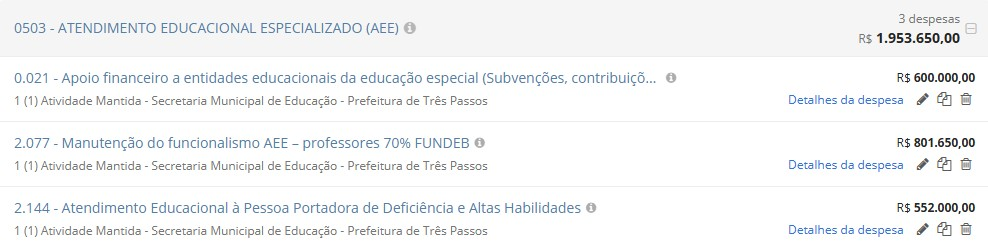 0503 - ATENDIMENTO EDUCACIONAL ESPECIALIZADO (AEE)
3 despesas
R$ 1.953.650,00
0.021 - Apoio financeiro a entidades educacionais da educação especial (Subvenções, contribuiçõ...
R$ 600.000,00
1 (1) Atividade Mantida - Secretaria Municipal de Educação - Prefeitura de Três Passos
Detalhes da despesa
2.077 - Manutenção do funcionalismo AEE – professores 70% FUNDEB
R$ 801.650,00
1 (1) Atividade Mantida - Secretaria Municipal de Educação - Prefeitura de Três Passos
Detalhes da despesa
2.144 - Atendimento Educacional à Pessoa Portadora de Deficiência e Altas Habilidades
R$ 552.000,00
1 (1) Atividade Mantida - Secretaria Municipal de Educação - Prefeitura de Três Passos
Detalhes da despesa